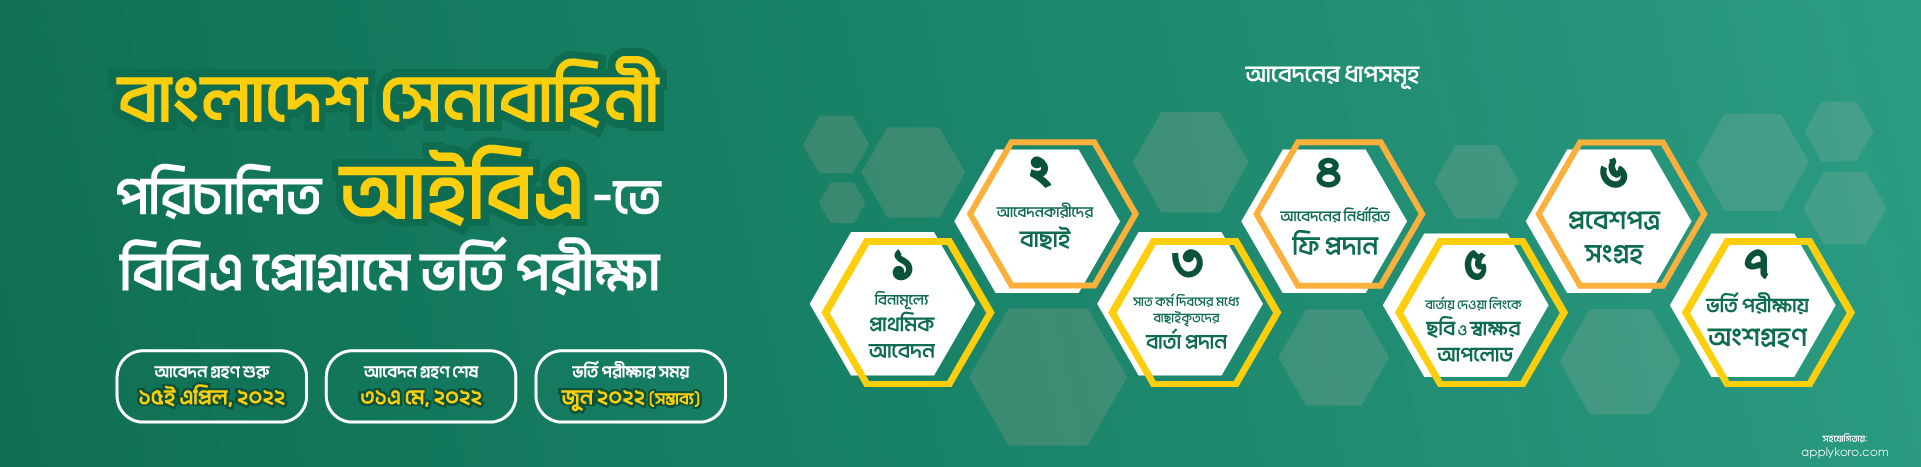 বাংলাদেশ সেনাবাহিনী
পরিচালিত আইবিএ -তে
বিবিএ প্রোগ্রামে ভর্তি পরীক্ষা
আবেদন গ্রহণ শুরু
১৫ই এপ্রিল, ২০২২
আবেদন গ্রহণ শেষ
৩১এ মে, ২০২২
ভর্তি পরীক্ষার সময়
জুন ২০২২ (সম্ভাব্য)
আবেদনের ধাপসমূহ
১
বিনামূল্যে
প্রাথমিক
আবেদন
২
আবেদনকারীদের
বাছাই
৩
সাত কর্ম দিবসের মধ্যে
বাছাইকৃতদের
বার্তা প্রদান
৪
আবেদনের নির্ধারিত
ফি প্রদান
৫
বার্তায় দেওয়া লিংকে
ছবি ও স্বাক্ষর
আপলোড
৬
প্রবেশপত্র
সংগ্রহ
৭
ভর্তি পরীক্ষায়
অংশগ্রহণ
সহযোগিতায়:
applykoro.com